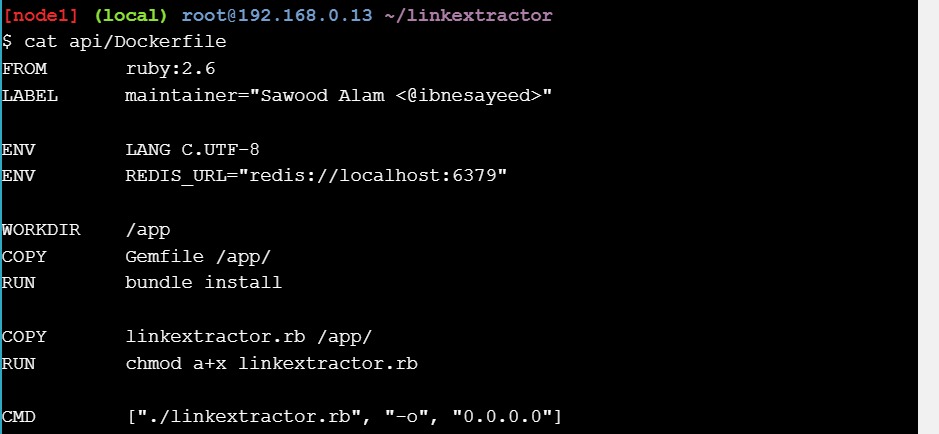 [node1] (local) root@192.168.0.13 ~/linkextractor
$ cat api/Dockerfile
FROM ruby:2.6
LABEL maintainer="Sawood Alam <@ibnesayeed>"
ENV LANG C.UTF-8
ENV REDIS_URL="redis://localhost:6379"
WORKDIR /app
COPY Gemfile /app/
RUN bundle install
COPY linkextractor.rb /app/
RUN chmod a+x linkextractor.rb
CMD ["./linkextractor.rb", "-o", "0.0.0.0"]